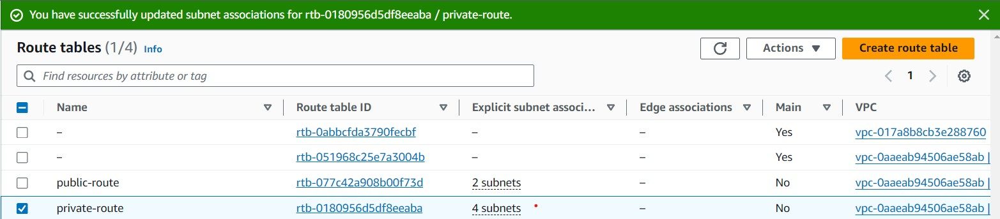 You have successfully updated subnet associations for rtb-0180956d5df8eeaba / private-route.
Route tables (1/4) Info
Actions
Create route table
Find resources by attribute or tag
1
Name Route table ID Explicit subnet associ... Edge associations Main VPC
– rtb-0abbcfda3790fecbf – – Yes vpc-017a8b8cb3e288760
– rtb-051968c25e7a3004b – – Yes vpc-0aaeab94506ae58ab |
public-route rtb-077c42a908b00f73d 2 subnets – No vpc-0aaeab94506ae58ab |
private-route rtb-0180956d5df8eeaba 4 subnets – No vpc-0aaeab94506ae58ab |